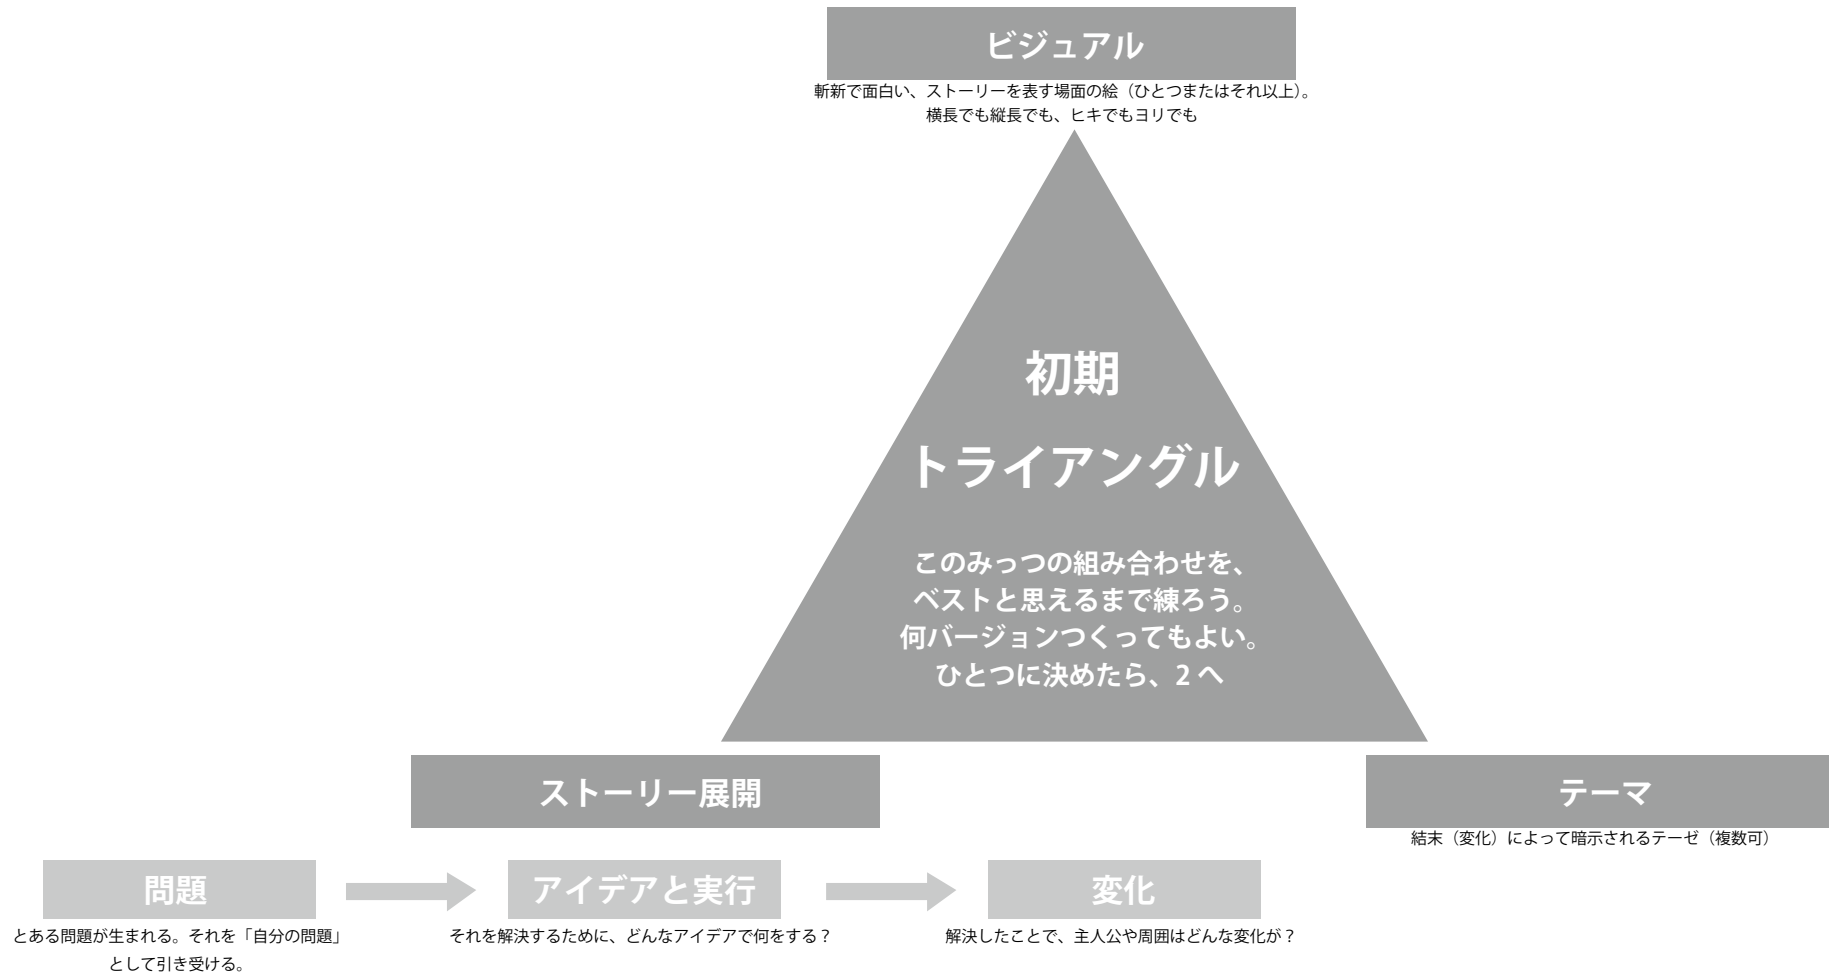 ビジュアル
斬新で面白い、ストーリーを表す場面の絵（ひとつまたはそれ以上）。
横長でも縦長でも、ヒキでもヨリでも
初期
トライアングル
このみっつの組み合わせを、
ベストと思えるまで練ろう。
何バージョンつくってもよい。
ひとつに決めたら、2 へ
ストーリー展開
テーマ
結末（変化）によって暗示されるテーゼ（複数可）
問題
アイデアと実行
変化
とある問題が生まれる。それを「自分の問題」
として引き受ける。
それを解決するために、どんなアイデアで何をする？
解決したことで、主人公や周囲はどんな変化が？